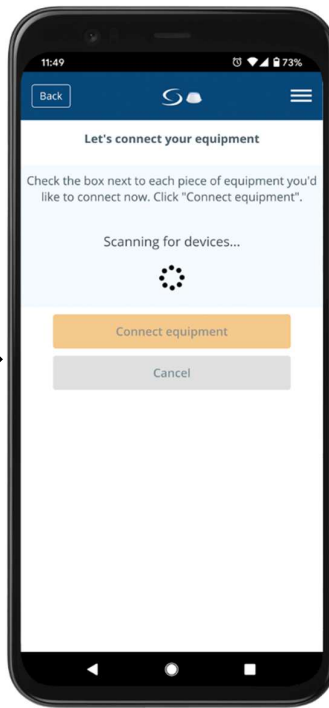 11:49 73%
Back
Let's connect your equipment
Check the box next to each piece of equipment you'd
like to connect now. Click "Connect equipment".
Scanning for devices...
Connect equipment
Cancel